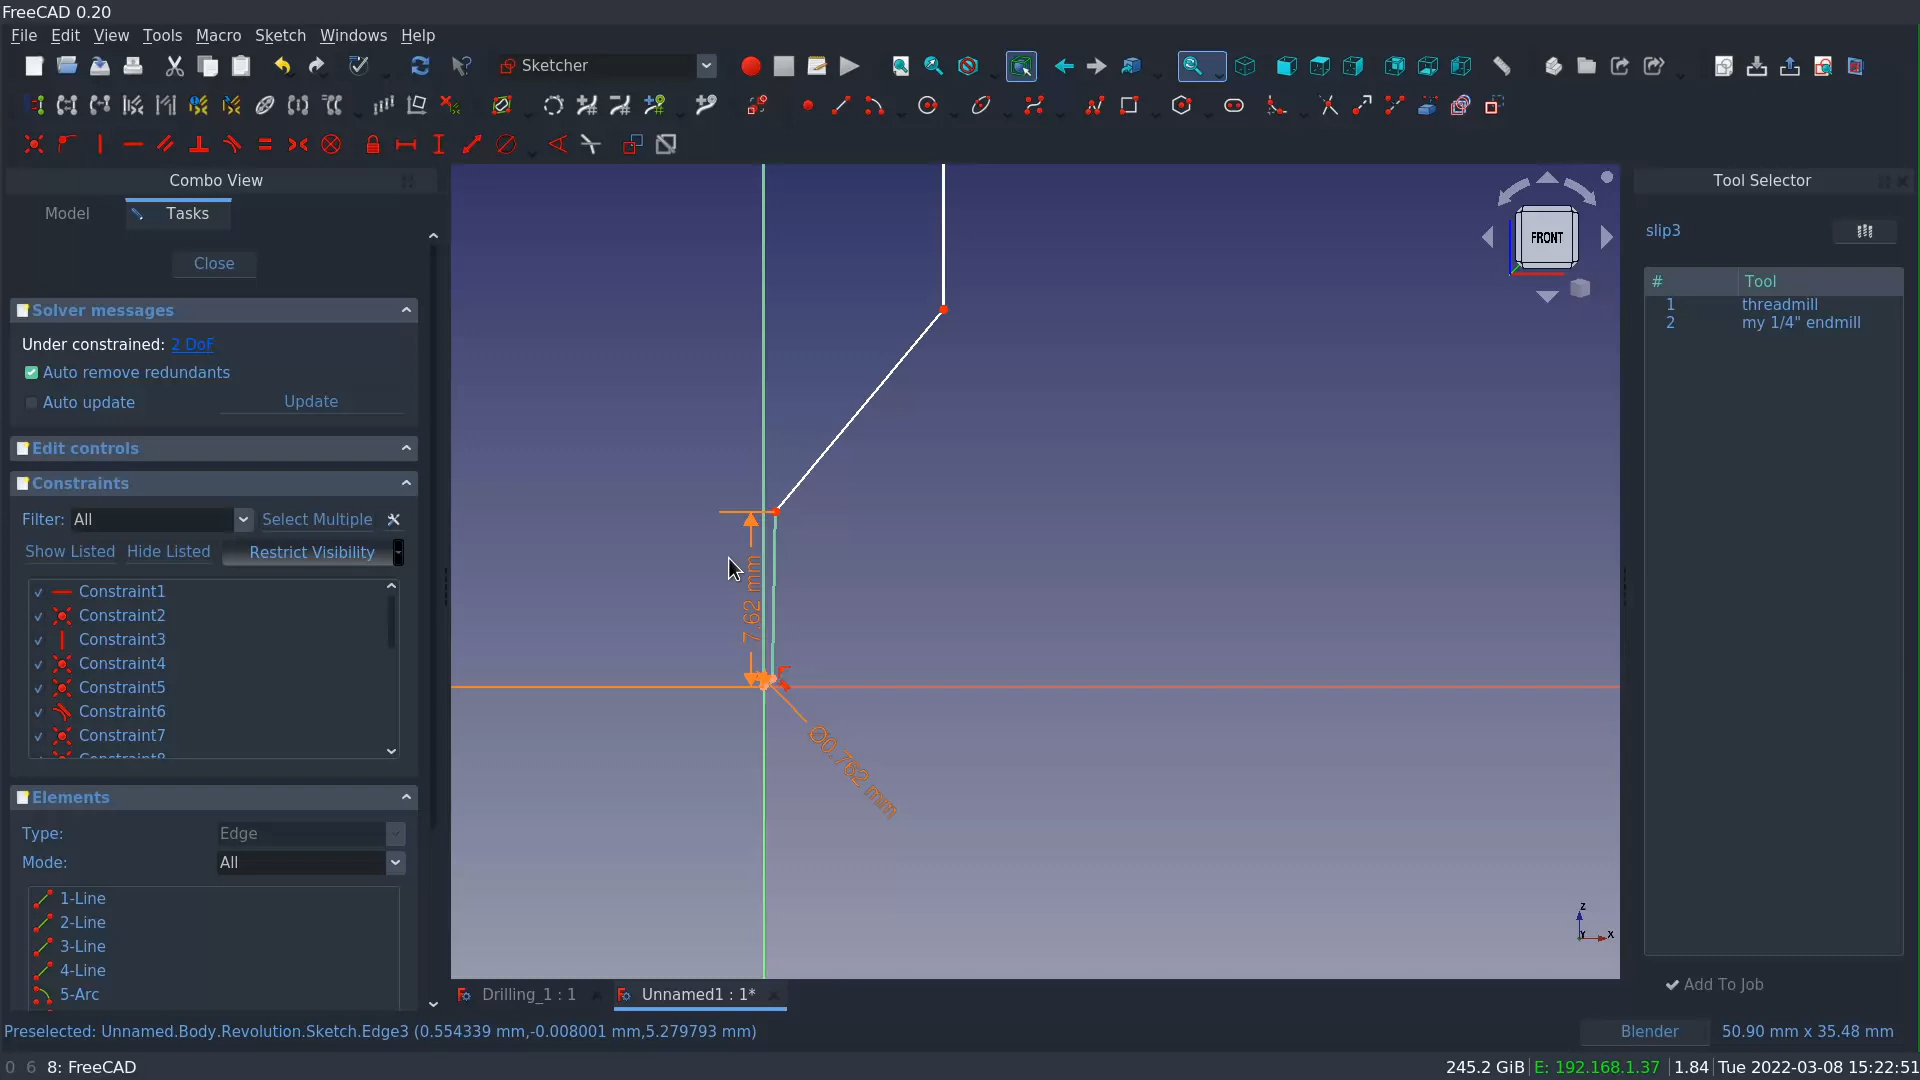 FreeCAD 0.20
File Edit View Tools Macro Sketch Windows Help
Sketcher
Combo View
Model Tasks
Close
Solver messages
Under constrained: 2 DoF
Auto remove redundants
Auto update Update
Edit controls
Constraints
Filter: All Select Multiple
Show Listed Hide Listed Restrict Visibility
Constraint1
Constraint2
Constraint3
Constraint4
Constraint5
Constraint6
Constraint7
Constraint8
Elements
Type: Edge
Mode: All
1-Line
2-Line
3-Line
4-Line
5-Arc
7.62 mm
Ø0.762 mm
FRONT
Z
Y X
Drilling_1 : 1 Unnamed1 : 1*
Tool Selector
slip3
# Tool
1 threadmill
2 my 1/4" endmill
Add To Job
Preselected: Unnamed.Body.Revolution.Sketch.Edge3 (0.554339 mm,-0.008001 mm,5.279793 mm)
Blender 50.90 mm x 35.48 mm
0 6 8: FreeCAD
245.2 GiB E: 192.168.1.37 1.84 Tue 2022-03-08 15:22:51